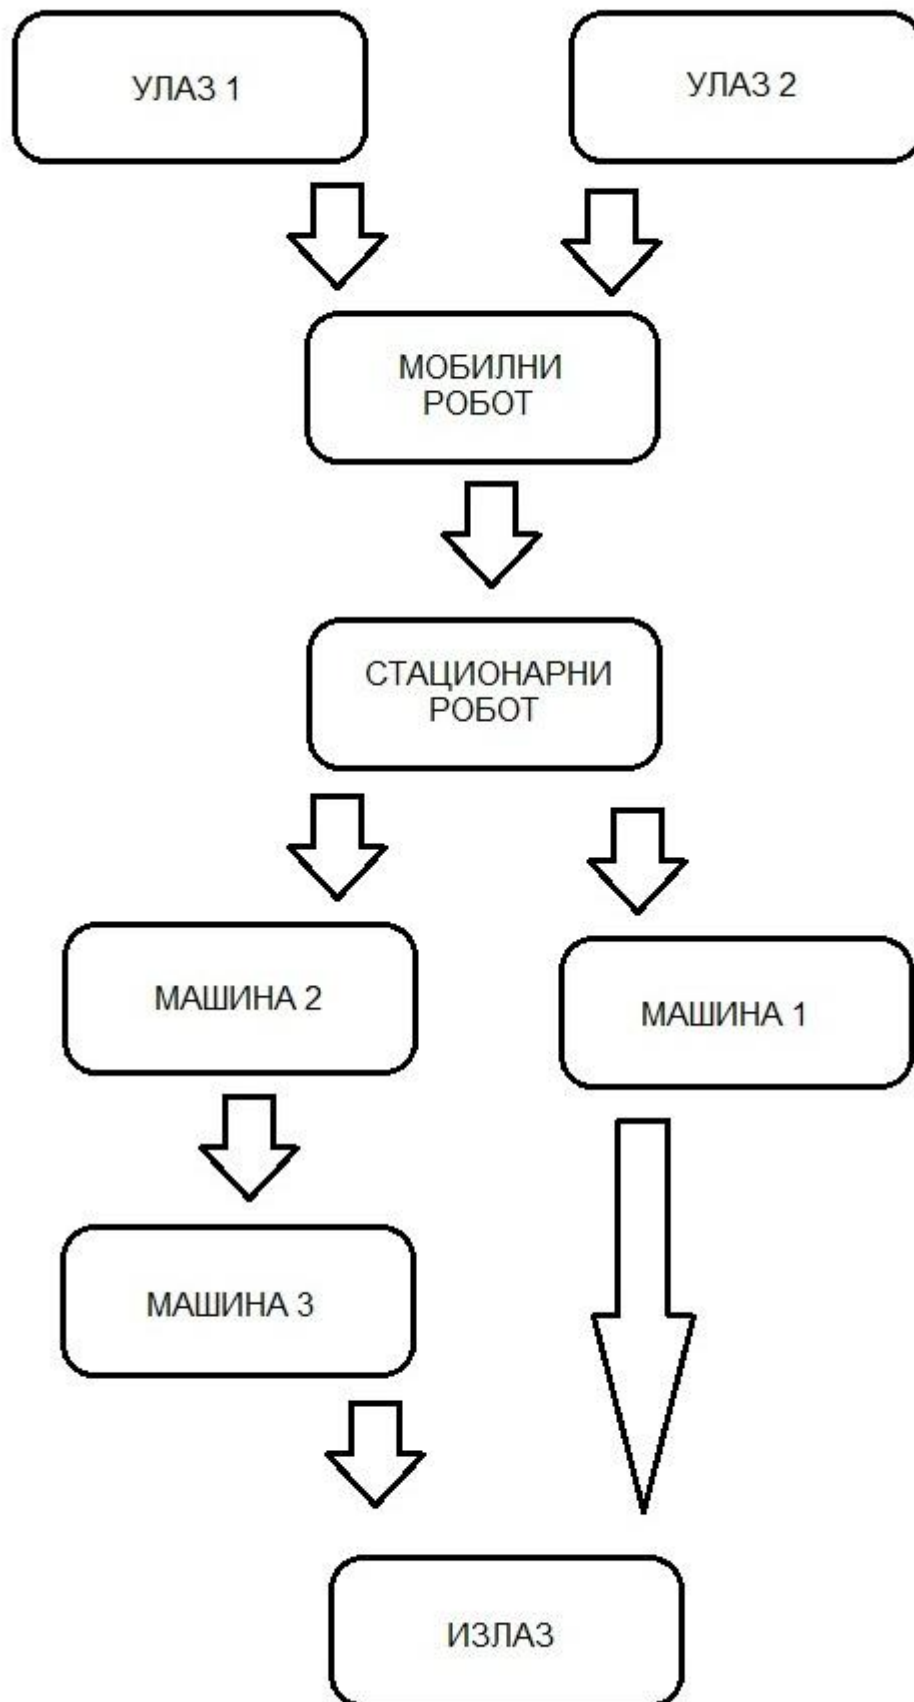 УЛАЗ 1
УЛАЗ 2
МОБИЛНИ
РОБОТ
СТАЦИОНАРНИ
РОБОТ
МАШИНА 2
МАШИНА 1
МАШИНА 3
ИЗЛАЗ